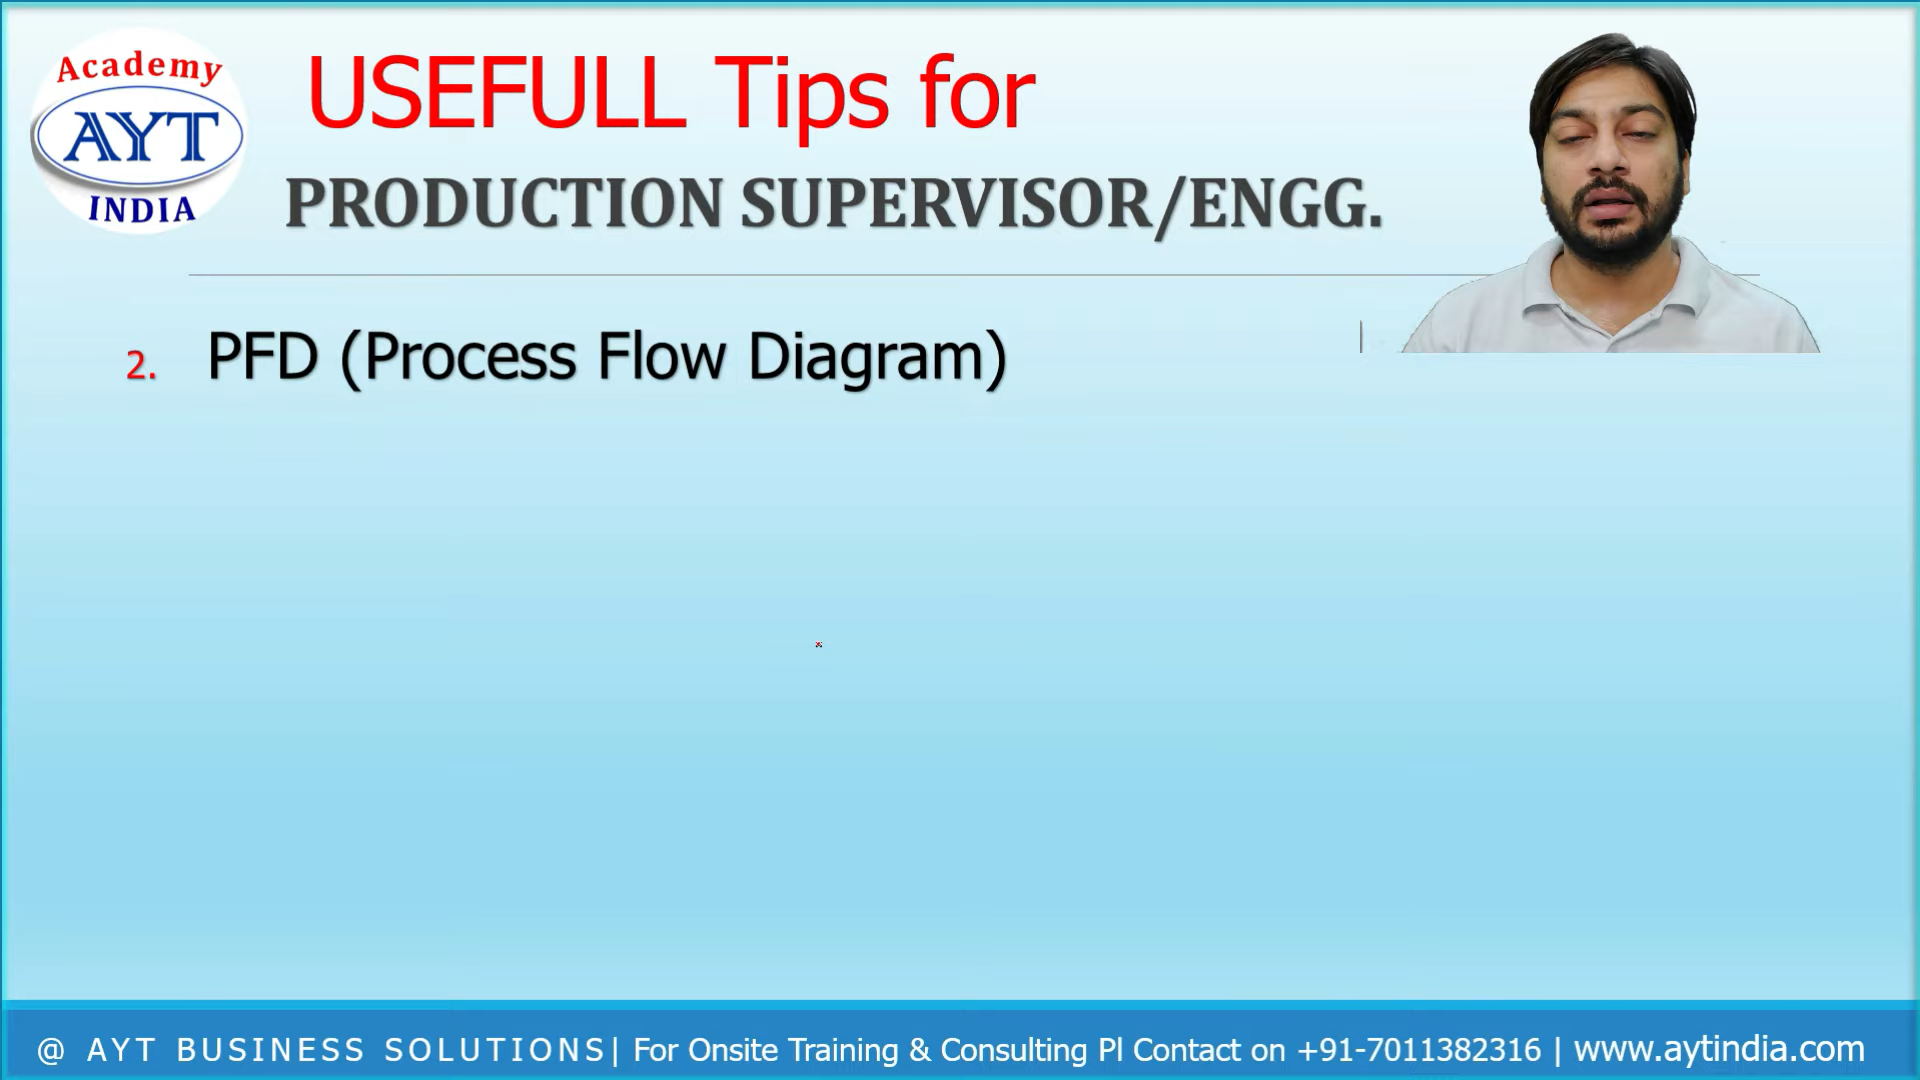 Academy
AYT
INDIA
USEFULL Tips for
PRODUCTION SUPERVISOR/ENGG.
2. PFD (Process Flow Diagram)
@ AYT BUSINESS SOLUTIONS| For Onsite Training & Consulting Pl Contact on +91-7011382316 | www.aytindia.com